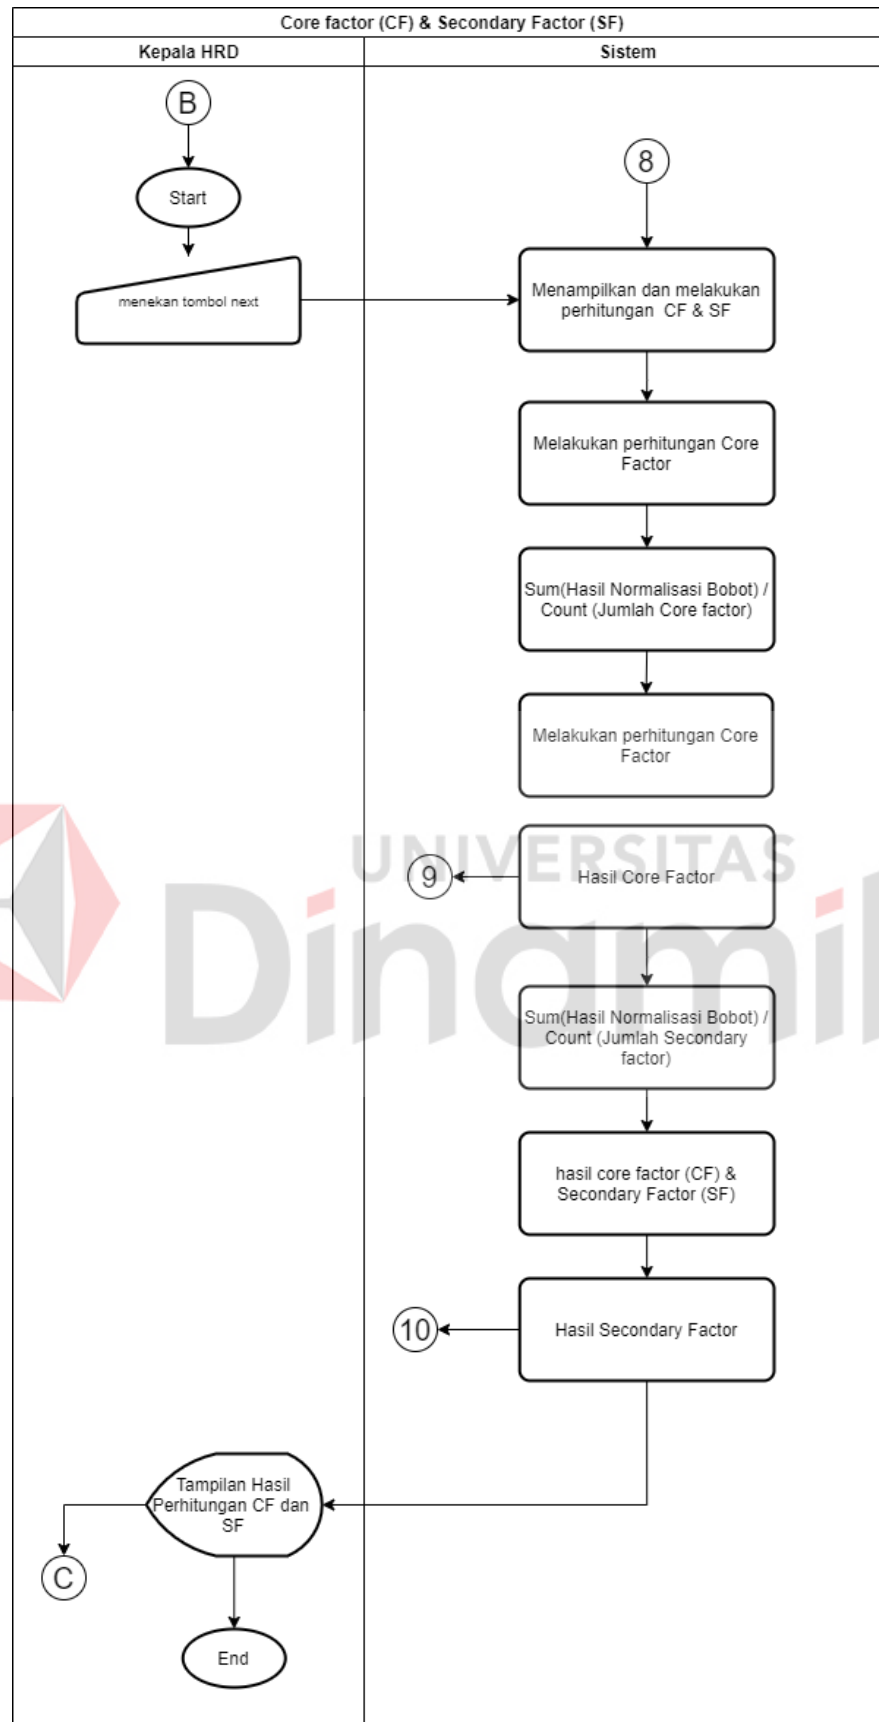 Core factor (CF) & Secondary Factor (SF)
Kepala HRD
Sistem
B
Start
menekan tombol next
8
Menampilkan dan melakukan
perhitungan CF & SF
Melakukan perhitungan Core
Factor
Sum(Hasil Normalisasi Bobot) /
Count (Jumlah Core factor)
Melakukan perhitungan Core
Factor
UNIVERSITAS
Dinamik
9
Hasil Core Factor
Sum(Hasil Normalisasi Bobot) /
Count (Jumlah Secondary
factor)
hasil core factor (CF) &
Secondary Factor (SF)
10
Hasil Secondary Factor
Tampilan Hasil
Perhitungan CF dan
SF
C
End